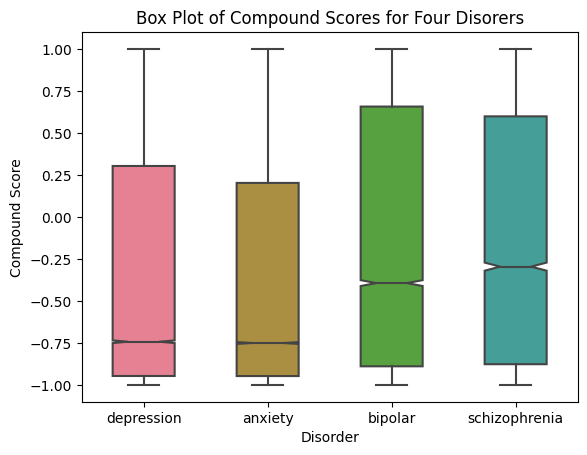 Box Plot of Compound Scores for Four Disorers
Compound Score
1.00
0.75
0.50
0.25
0.00
−0.25
−0.50
−0.75
−1.00
depression anxiety bipolar schizophrenia
Disorder